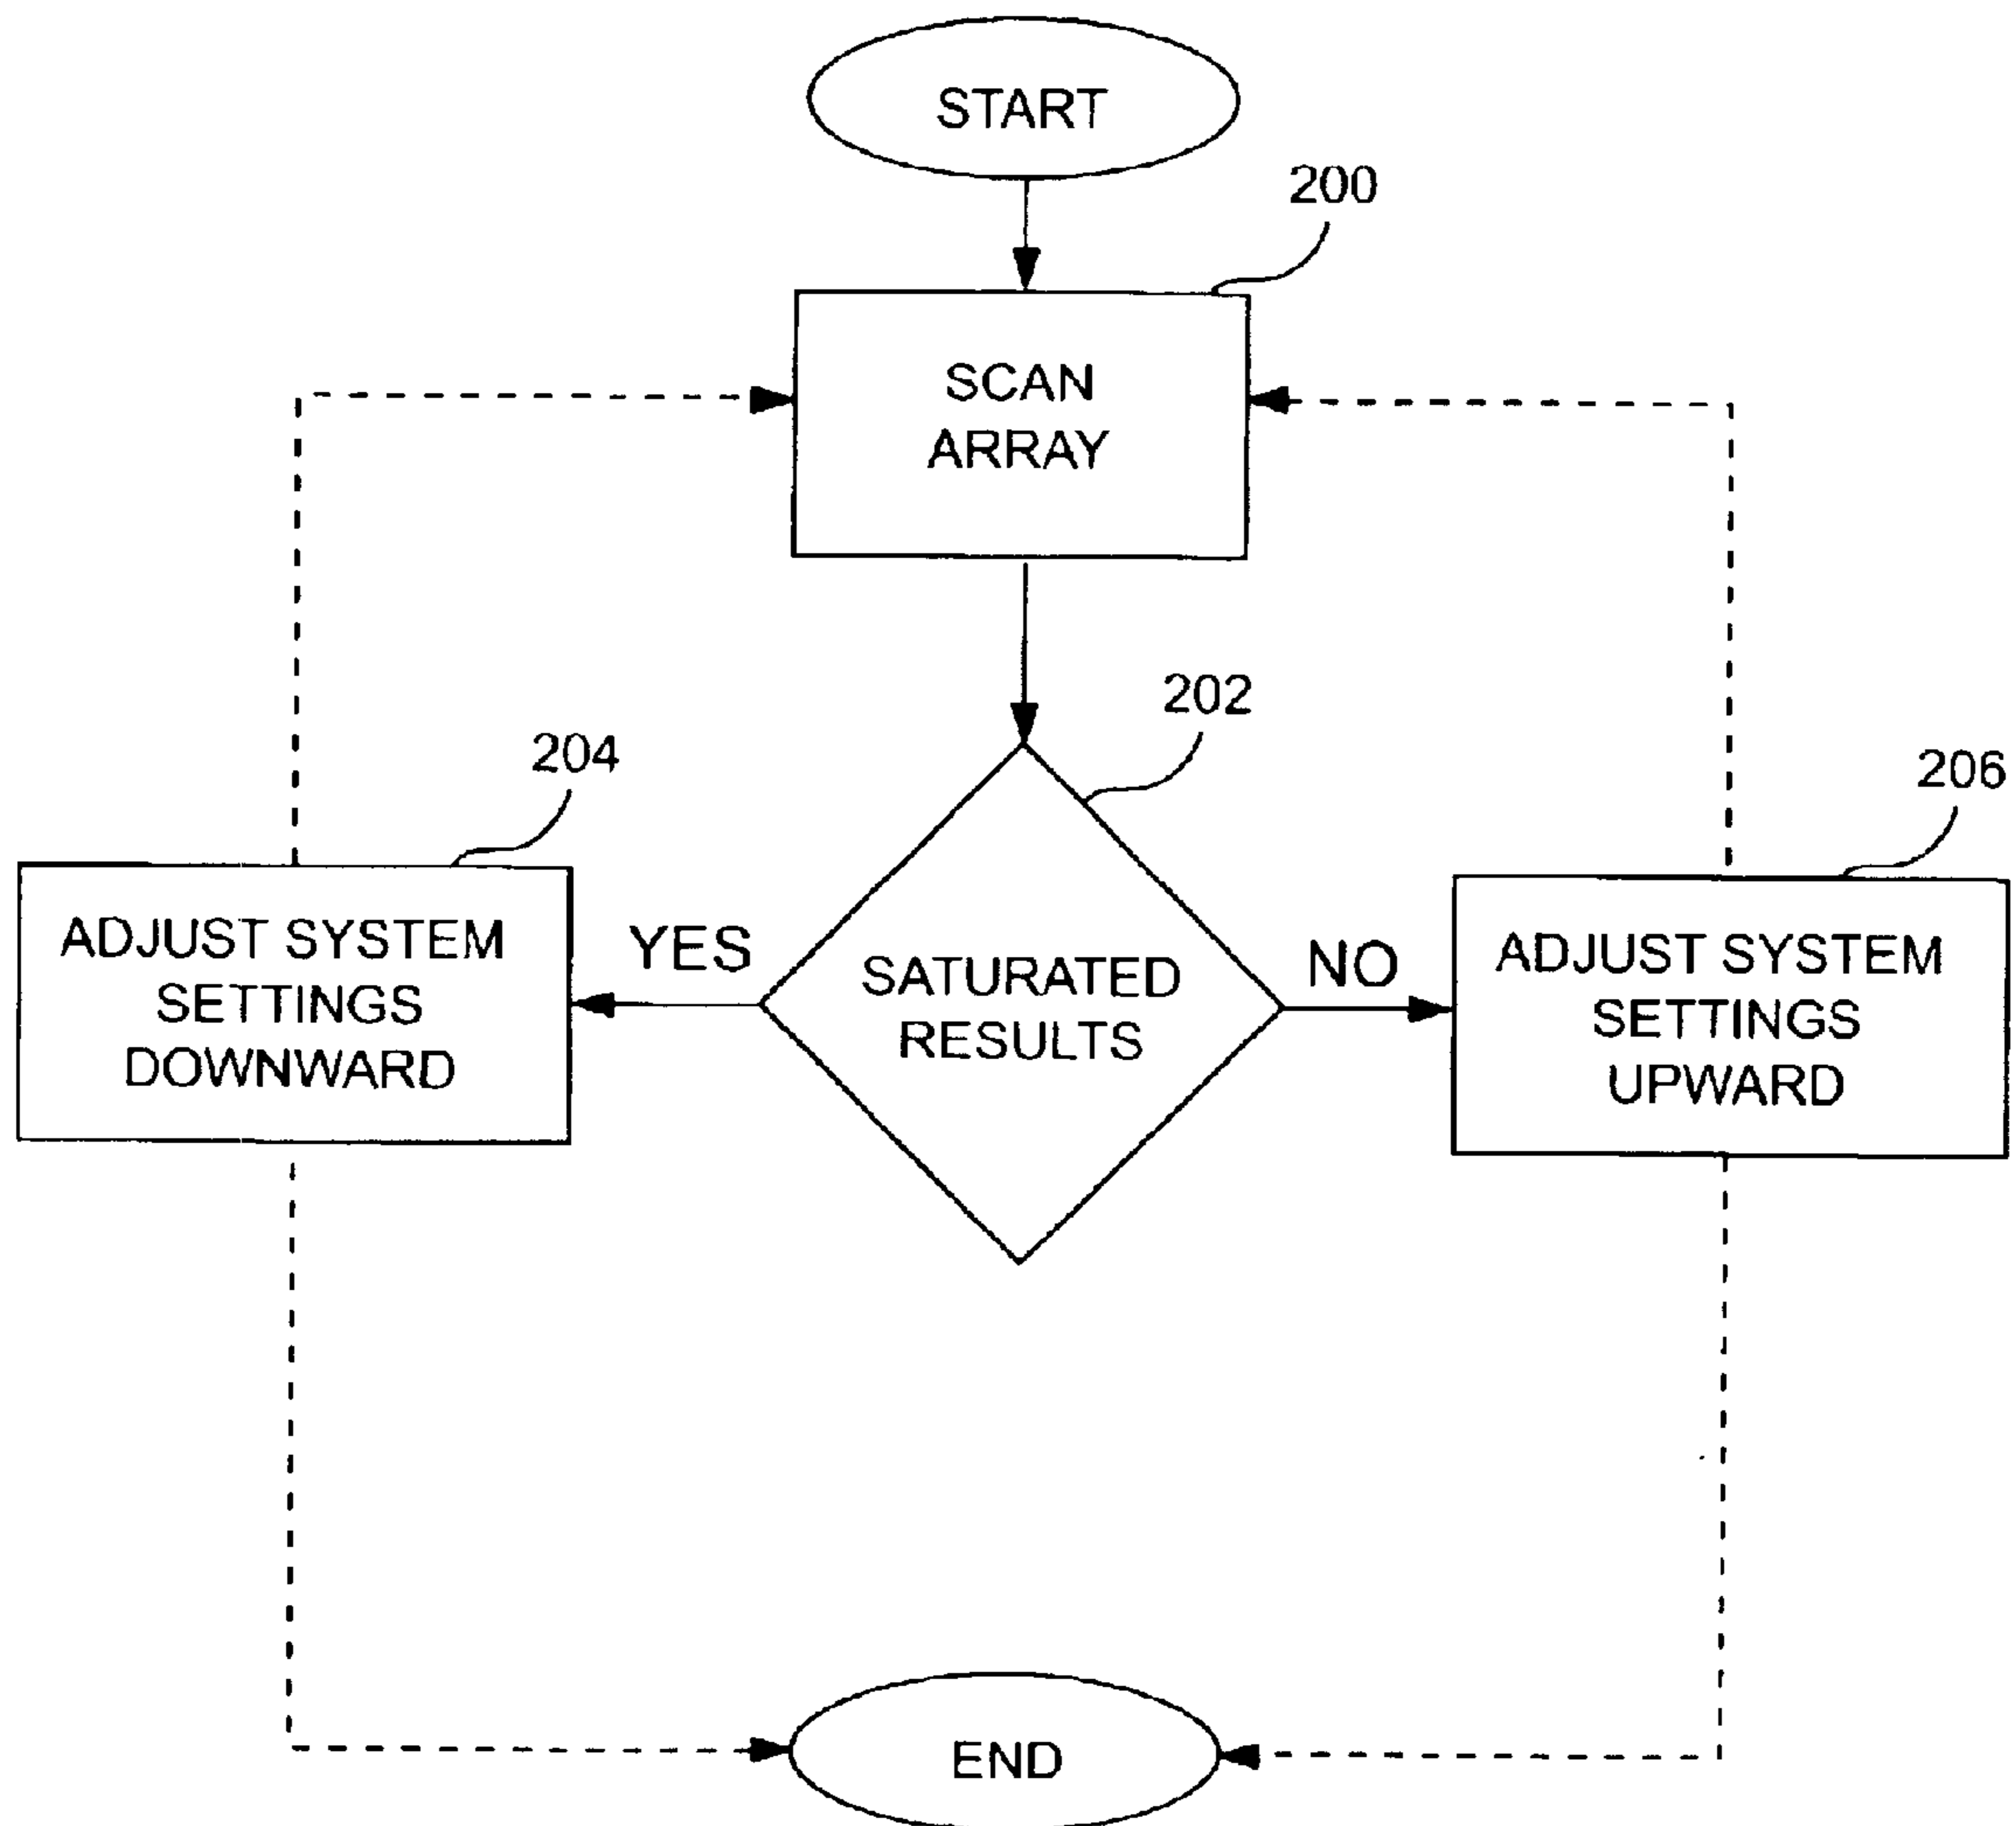 START
200
SCAN
ARRAY
202
204
206
ADJUST SYSTEM
SETTINGS
DOWNWARD
YES
SATURATED
RESULTS
NO
ADJUST SYSTEM
SETTINGS
UPWARD
END